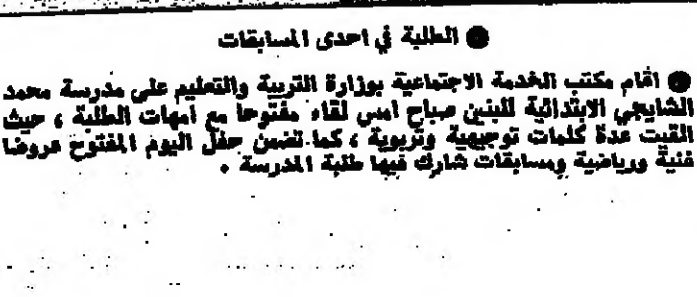 ● الطلبة في احدى المسابقات
● اقام مكتب الخدمة الاجتماعية بوزارة التربية والتعليم على مدرسة محمد
الشايجي الابتدائية للبنين صباح امس لقاء مفتوحا مع امهات الطلبة ، حيث
القيت عدة كلمات توجيهية وتربوية ، كما تضمن حفل اليوم المفتوح عروضا
فنية ورياضية ومسابقات شارك فيها طلبة المدرسة .